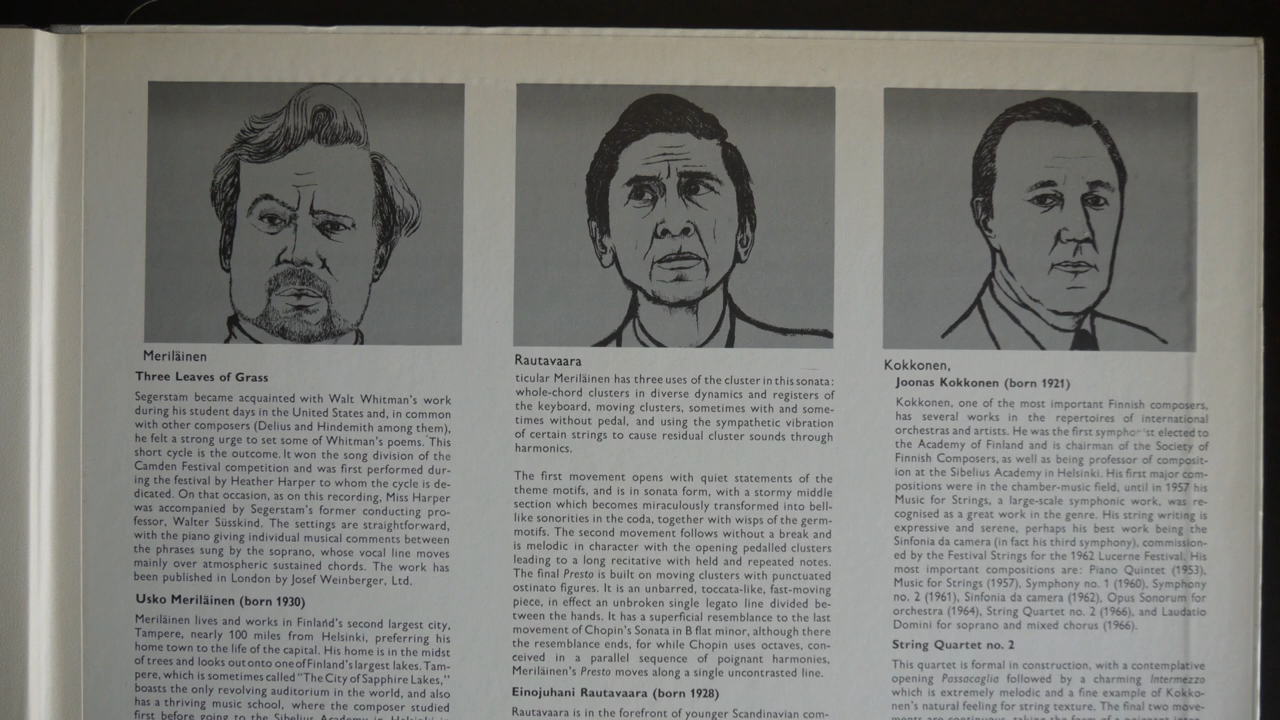 Meriläinen
Three Leaves of Grass
Segerstam became acquainted with Walt Whitman's work
during his student days in the United States and, in common
with other composers (Delius and Hindemith among them),
he felt a strong urge to set some of Whitman's poems. This
short cycle is the outcome. It won the song division of the
Camden Festival competition and was first performed dur-
ing the festival by Heather Harper to whom the cycle is de-
dicated. On that occasion, as on this recording, Miss Harper
was accompanied by Segerstam's former conducting pro-
fessor, Walter Süsskind. The settings are straightforward,
with the piano giving individual musical comments between
the phrases sung by the soprano, whose vocal line moves
mainly over atmospheric sustained chords. The work has
been published in London by Josef Weinberger, Ltd.
Usko Meriläinen (born 1930)
Meriläinen lives and works in Finland's second largest city,
Tampere, nearly 100 miles from Helsinki, preferring his
home town to the life of the capital. His home is in the midst
of trees and looks out onto one of Finland's largest lakes. Tam-
pere, which is sometimes called "The City of Sapphire Lakes,"
boasts the only revolving auditorium in the world, and also
has a thriving music school, where the composer studied
first before going to the Sibelius Academy in Helsinki in
Rautavaara
ticular Meriläinen has three uses of the cluster in this sonata:
whole-chord clusters in diverse dynamics and registers of
the keyboard, moving clusters, sometimes with and some-
times without pedal, and using the sympathetic vibration
of certain strings to cause residual cluster sounds through
harmonics.
The first movement opens with quiet statements of the
theme motifs, and is in sonata form, with a stormy middle
section which becomes miraculously transformed into bell-
like sonorities in the coda, together with wisps of the germ-
motifs. The second movement follows without a break and
is melodic in character with the opening pedalled clusters
leading to a long recitative with held and repeated notes.
The final Presto is built on moving clusters with punctuated
ostinato figures. It is an unbarred, toccata-like, fast-moving
piece, in effect an unbroken single legato line divided be-
tween the hands. It has a superficial resemblance to the last
movement of Chopin's Sonata in B flat minor, although there
the resemblance ends, for while Chopin uses octaves, con-
ceived in a parallel sequence of poignant harmonies,
Meriläinen's Presto moves along a single uncontrasted line.
Einojuhani Rautavaara (born 1928)
Rautavaara is in the forefront of younger Scandinavian com-
Kokkonen,
Joonas Kokkonen (born 1921)
Kokkonen, one of the most important Finnish composers,
has several works in the repertoires of international
orchestras and artists. He was the first elected to
the Academy of Finland and is chairman of the Society of
Finnish Composers, as well as being professor of composit-
ion at the Sibelius Academy in Helsinki. His first major com-
positions were in the chamber-music field, until in 1957 his
Music for Strings, a large-scale symphonic work, was re-
cognised as a great work in the genre. His string writing is
expressive and serene, perhaps his best work being the
Sinfonia da camera (in fact his third symphony), commission-
ed by the Festival Strings for the 1962 Lucerne Festival. His
most important compositions are: Piano Quintet (1953),
Music for Strings (1957), Symphony no. 1 (1960), Symphony
no. 2 (1961), Sinfonia da camera (1962), Opus Sonorum for
orchestra (1964), String Quartet no. 2 (1966), and Laudatio
Domini for soprano and mixed chorus (1966).
String Quartet no. 2
This quartet is formal in construction, with a contemplative
opening Passacaglia followed by a charming Intermezzo
which is extremely melodic and a fine example of Kokko-
nen's natural feeling for string texture. The final two move-